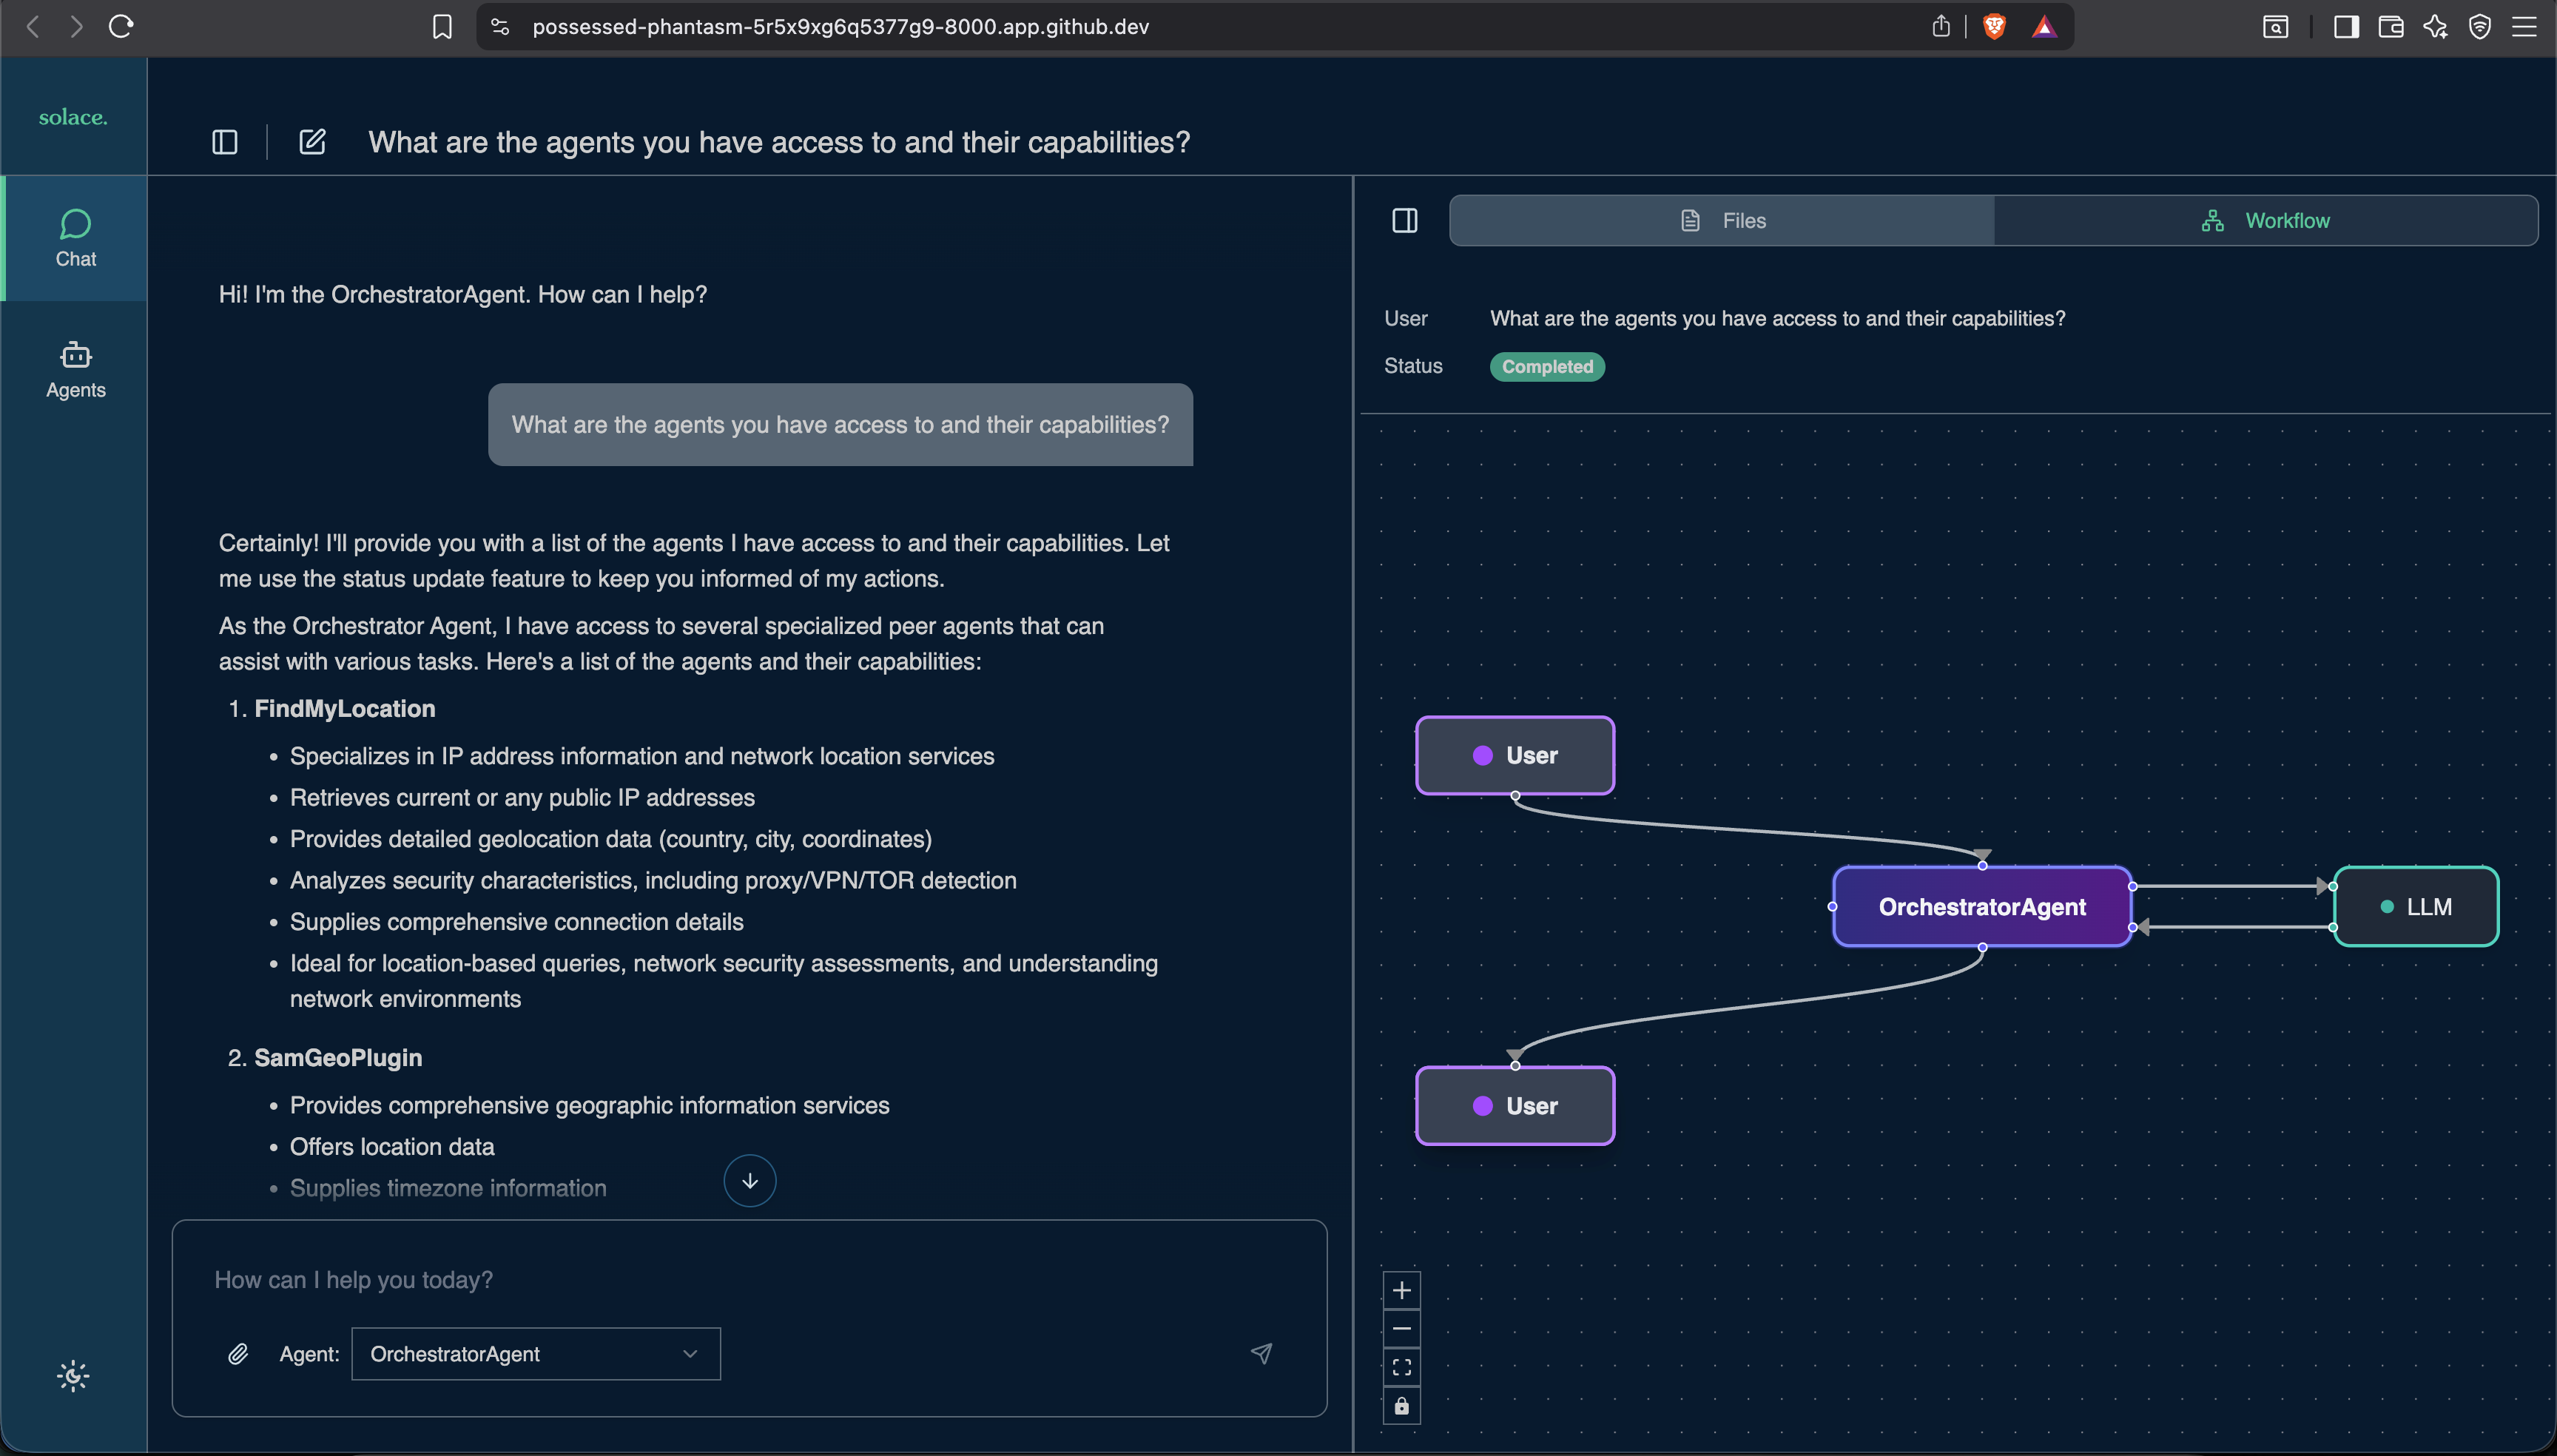 possessed-phantasm-5r5x9xg6q5377g9-8000.app.github.dev
solace.
Chat
Agents
What are the agents you have access to and their capabilities?
Hi! I'm the OrchestratorAgent. How can I help?
What are the agents you have access to and their capabilities?
Certainly! I'll provide you with a list of the agents I have access to and their capabilities. Let
me use the status update feature to keep you informed of my actions.
As the Orchestrator Agent, I have access to several specialized peer agents that can
assist with various tasks. Here's a list of the agents and their capabilities:
1. FindMyLocation
• Specializes in IP address information and network location services
• Retrieves current or any public IP addresses
• Provides detailed geolocation data (country, city, coordinates)
• Analyzes security characteristics, including proxy/VPN/TOR detection
• Supplies comprehensive connection details
• Ideal for location-based queries, network security assessments, and understanding
network environments
2. SamGeoPlugin
• Provides comprehensive geographic information services
• Offers location data
• Supplies timezone information
How can I help you today?
Agent: OrchestratorAgent
Files
Workflow
User What are the agents you have access to and their capabilities?
Status Completed
User
OrchestratorAgent
LLM
User